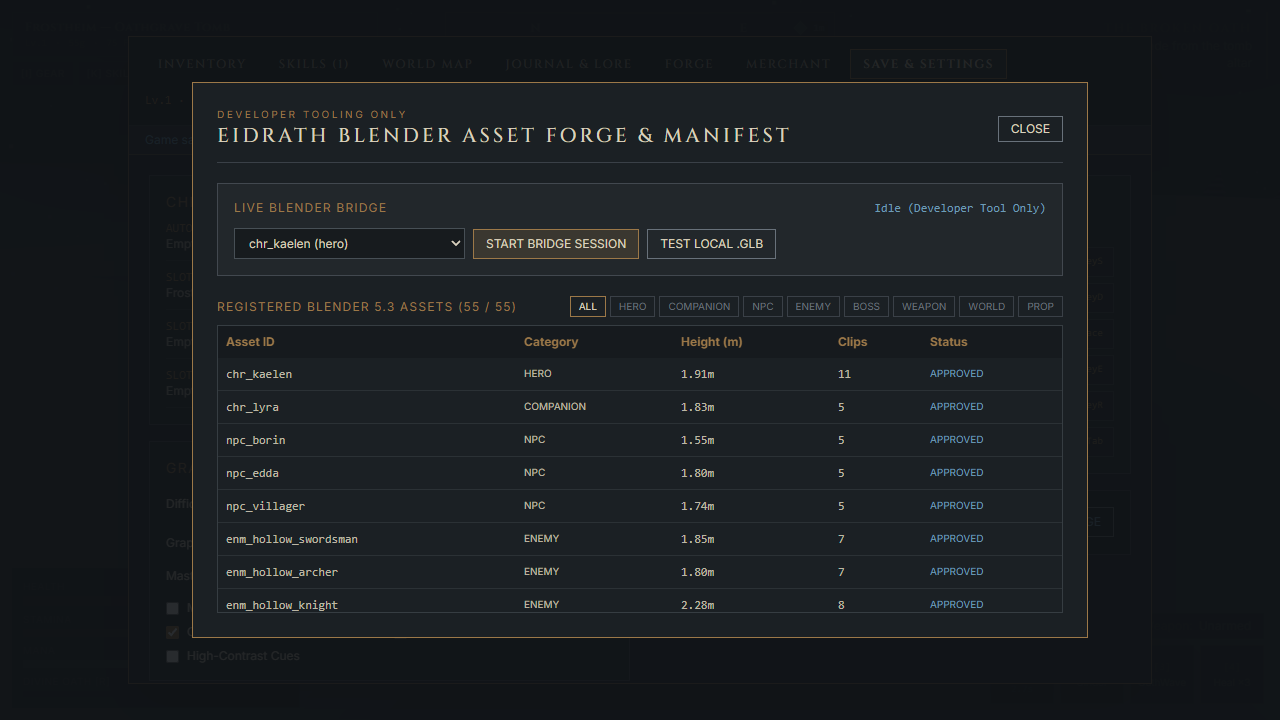 INVENTORY SKILLS (1) WORLD MAP JOURNAL & LORE FORGE MERCHANT SAVE & SETTINGS
DEVELOPER TOOLING ONLY
EIDRATH BLENDER ASSET FORGE & MANIFEST
CLOSE
LIVE BLENDER BRIDGE
Idle (Developer Tool Only)
chr_kaelen (hero)
START BRIDGE SESSION
TEST LOCAL .GLB
REGISTERED BLENDER 5.3 ASSETS (55 / 55)
ALL HERO COMPANION NPC ENEMY BOSS WEAPON WORLD PROP
Asset ID Category Height (m) Clips Status
chr_kaelen HERO 1.91m 11 APPROVED
chr_lyra COMPANION 1.83m 5 APPROVED
npc_borin NPC 1.55m 5 APPROVED
npc_edda NPC 1.80m 5 APPROVED
npc_villager NPC 1.74m 5 APPROVED
enm_hollow_swordsman ENEMY 1.85m 7 APPROVED
enm_hollow_archer ENEMY 1.80m 7 APPROVED
enm_hollow_knight ENEMY 2.28m 8 APPROVED
High-Contrast Cues